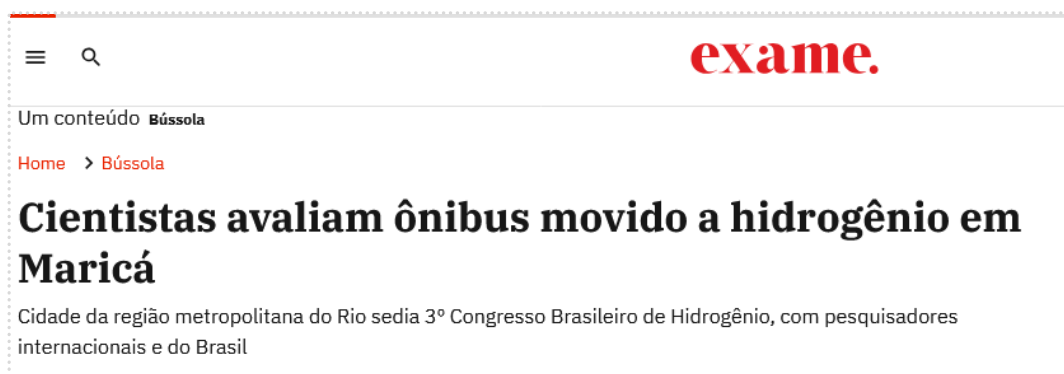 exame.
Um conteúdo Bússola
Home > Bússola
Cientistas avaliam ônibus movido a hidrogênio em
Maricá
Cidade da região metropolitana do Rio sedia 3º Congresso Brasileiro de Hidrogênio, com pesquisadores
internacionais e do Brasil